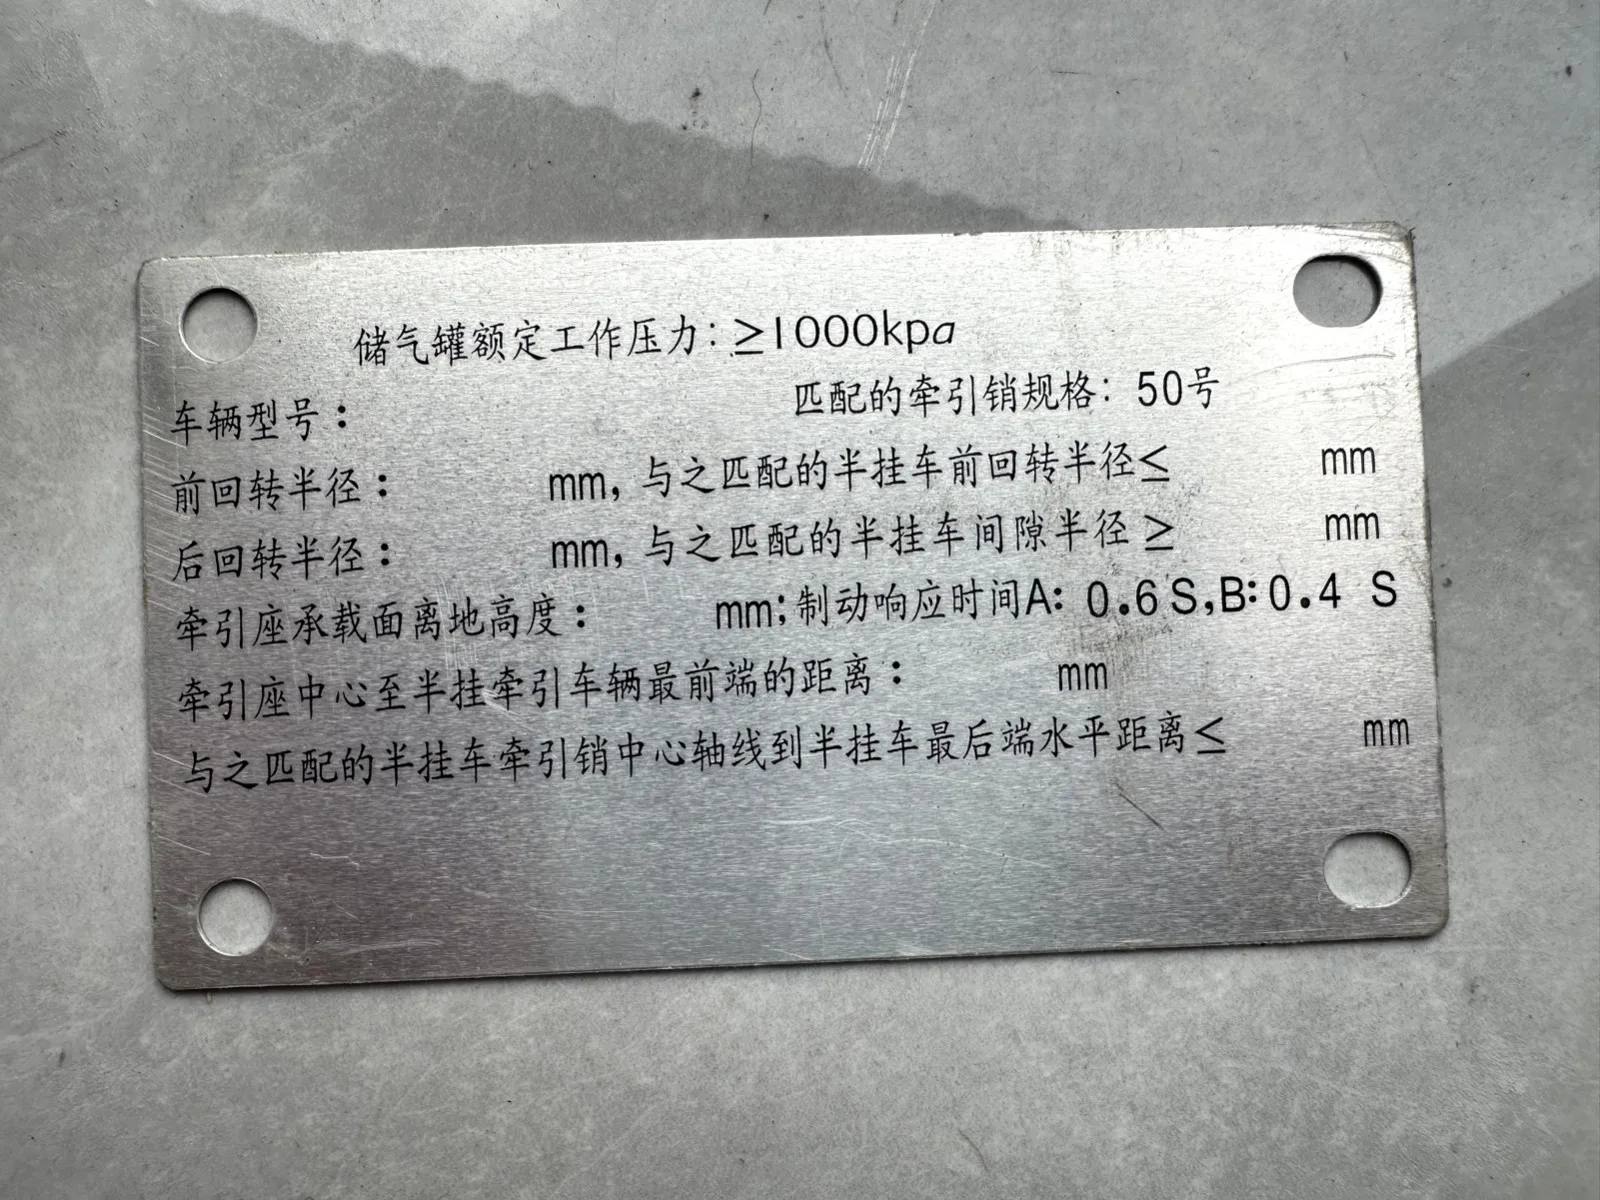 储气罐额定工作压力:≥1000kpa
车辆型号: 匹配的牵引销规格: 50号
前回转半径: mm, 与之匹配的半挂车前回转半径≤ mm
后回转半径: mm, 与之匹配的半挂车间隙半径≥ mm
牵引座承载面离地高度: mm;制动响应时间A: 0.6S,B:0.4 S
牵引座中心至半挂牵引车辆最前端的距离: mm
与之匹配的半挂车牵引销中心轴线到半挂车最后端水平距离≤ mm